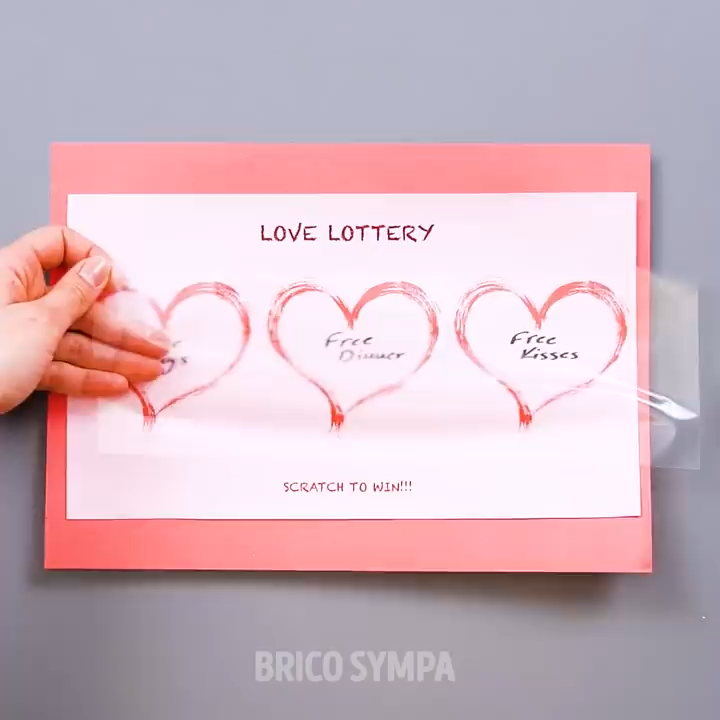 LOVE LOTTERY
Free
Dinner
Free
Kisses
SCRATCH TO WIN!!!
BRICO SYMPA